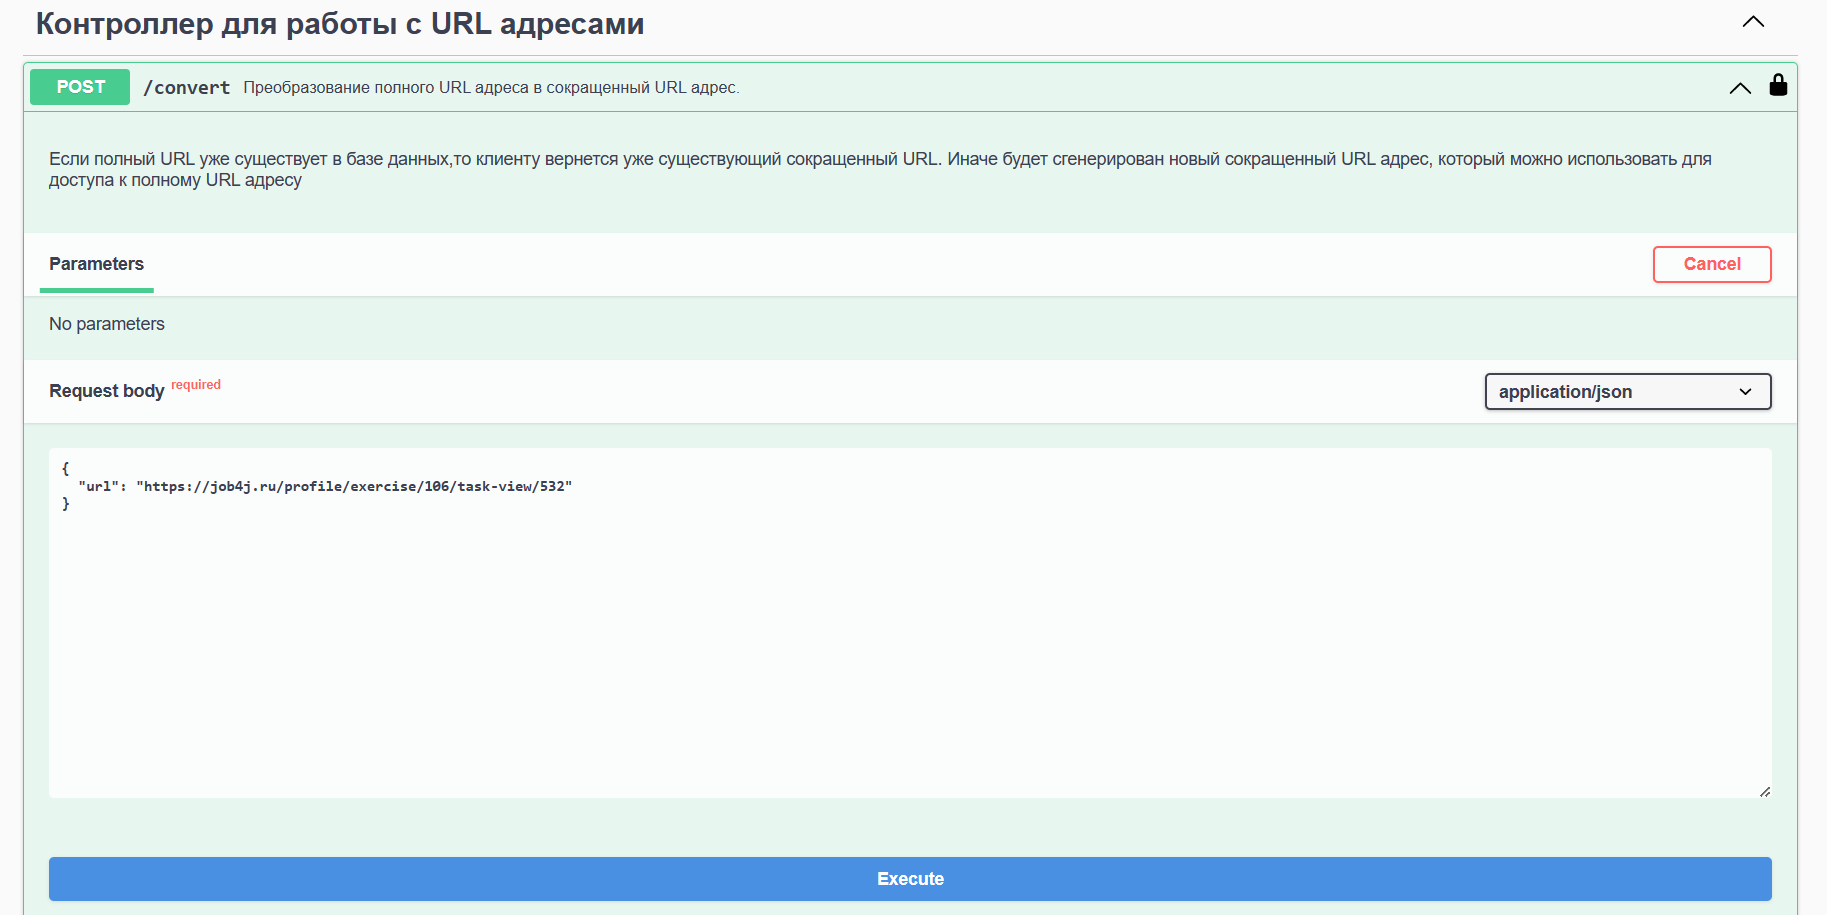 Контроллер для работы с URL адресами
POST /convert Преобразование полного URL адреса в сокращенный URL адрес.
Если полный URL уже существует в базе данных,то клиенту вернется уже существующий сокращенный URL. Иначе будет сгенерирован новый сокращенный URL адрес, который можно использовать для
доступа к полному URL адресу
Parameters Cancel
No parameters
Request body required application/json
{
"url": "https://job4j.ru/profile/exercise/106/task-view/532"
}
Execute